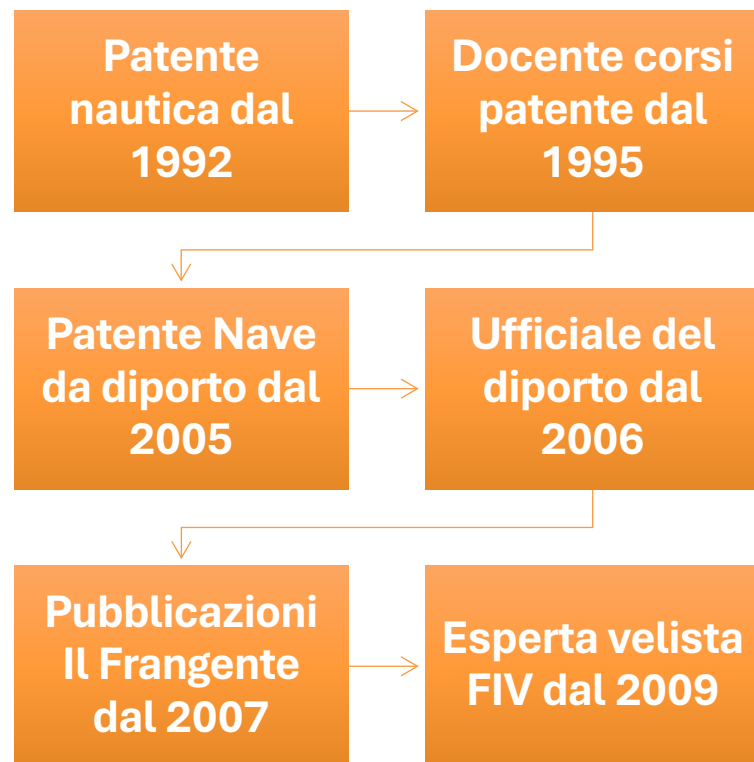 Patente
nautica dal
1992
Docente corsi
patente dal
1995
Patente Nave
da diporto dal
2005
Ufficiale del
diporto dal
2006
Pubblicazioni
Il Frangente
dal 2007
Esperta velista
FIV dal 2009